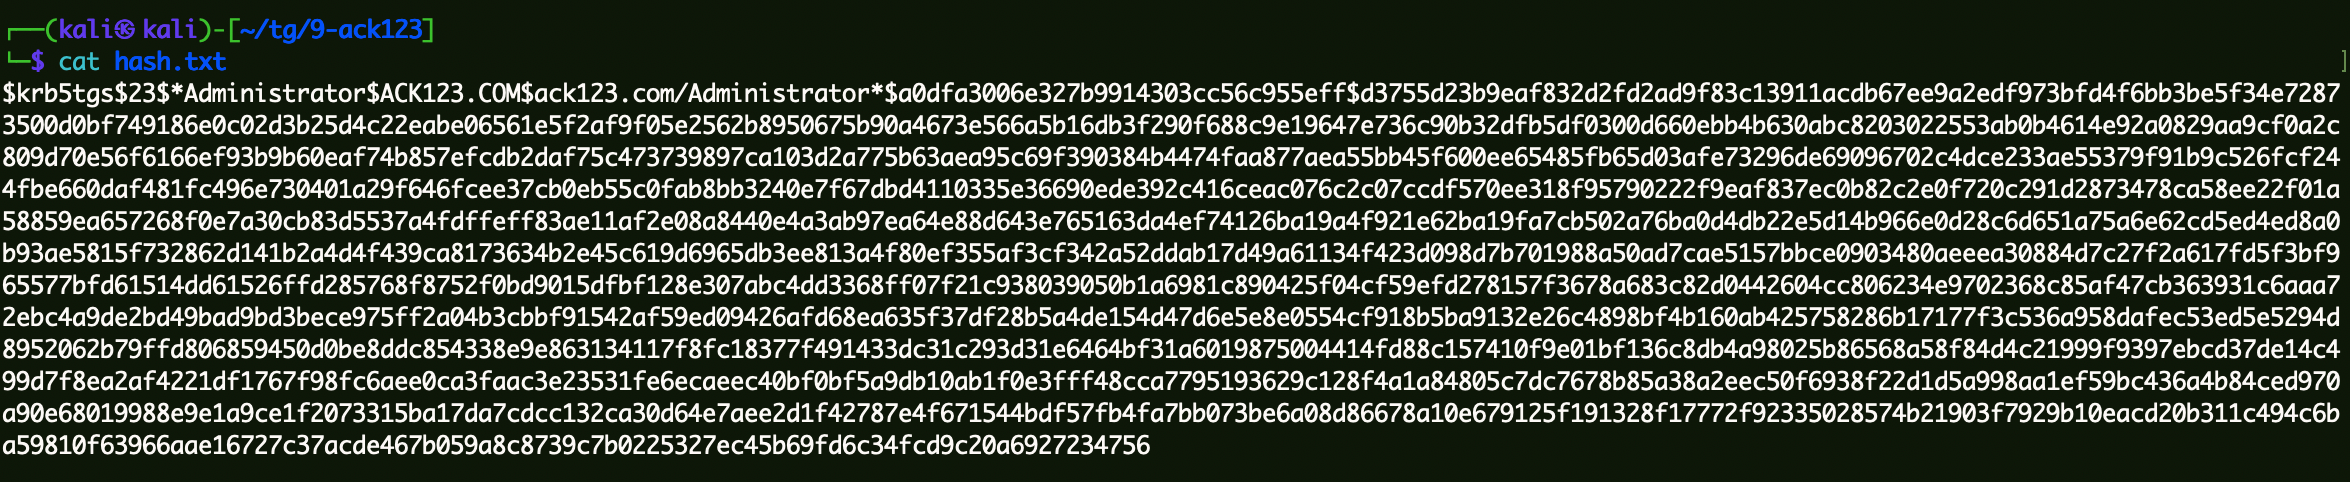 ┌──(kali㉿kali)-[~/tg/9-ack123]
└─$ cat hash.txt
$krb5tgs$23$*Administrator$ACK123.COM$ack123.com/Administrator*$a0dfa3006e327b9914303cc56c955eff$d3755d23b9eaf832d2fd2ad9f83c13911acdb67ee9a2edf973bfd4f6bb3be5f34e7287
3500d0bf749186e0c02d3b25d4c22eabe06561e5f2af9f05e2562b8950675b90a4673e566a5b16db3f290f688c9e19647e736c90b32dfb5df0300d660ebb4b630abc8203022553ab0b4614e92a0829aa9cf0a2c
809d70e56f6166ef93b9b60eaf74b857efcdb2daf75c473739897ca103d2a775b63aea95c69f390384b4474faa877aea55bb45f600ee65485fb65d03afe73296de69096702c4dce233ae55379f91b9c526fcf24
4fbe660daf481fc496e730401a29f646fcee37cb0eb55c0fab8bb3240e7f67dbd4110335e36690ede392c416ceac076c2c07ccdf570ee318f95790222f9eaf837ec0b82c2e0f720c291d2873478ca58ee22f01a
58859ea657268f0e7a30cb83d5537a4fdffeff83ae11af2e08a8440e4a3ab97ea64e88d643e765163da4ef74126ba19a4f921e62ba19fa7cb502a76ba0d4db22e5d14b966e0d28c6d651a75a6e62cd5ed4ed8a0
b93ae5815f732862d141b2a4d4f439ca8173634b2e45c619d6965db3ee813a4f80ef355af3cf342a52ddab17d49a61134f423d098d7b701988a50ad7cae5157bbce0903480aeeea30884d7c27f2a617fd5f3bf9
65577bfd61514dd61526ffd285768f8752f0bd9015dfbf128e307abc4dd3368ff07f21c938039050b1a6981c890425f04cf59efd278157f3678a683c82d0442604cc806234e9702368c85af47cb363931c6aaa7
2ebc4a9de2bd49bad9bd3bece975ff2a04b3cbbf91542af59ed09426afd68ea635f37df28b5a4de154d47d6e5e8e0554cf918b5ba9132e26c4898bf4b160ab425758286b17177f3c536a958dafec53ed5e5294d
8952062b79ffd806859450d0be8ddc854338e9e863134117f8fc18377f491433dc31c293d31e6464bf31a6019875004414fd88c157410f9e01bf136c8db4a98025b86568a58f84d4c21999f9397ebcd37de14c4
99d7f8ea2af4221df1767f98fc6aee0ca3faac3e23531fe6ecaeec40bf0bf5a9db10ab1f0e3fff48cca7795193629c128f4a1a84805c7dc7678b85a38a2eec50f6938f22d1d5a998aa1ef59bc436a4b84ced970
a90e68019988e9e1a9ce1f2073315ba17da7cdcc132ca30d64e7aee2d1f42787e4f671544bdf57fb4fa7bb073be6a08d86678a10e679125f191328f17772f92335028574b21903f7929b10eacd20b311c494c6b
a59810f63966aae16727c37acde467b059a8c8739c7b0225327ec45b69fd6c34fcd9c20a6927234756